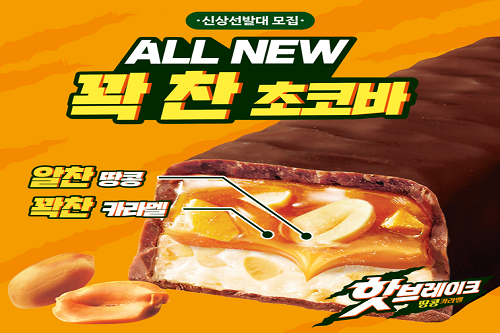 ·신상선발대 모집·
ALL NEW
꽉 찬 초코바
알찬 땅콩
꽉찬 카라멜
핫브레이크
땅콩카라멜